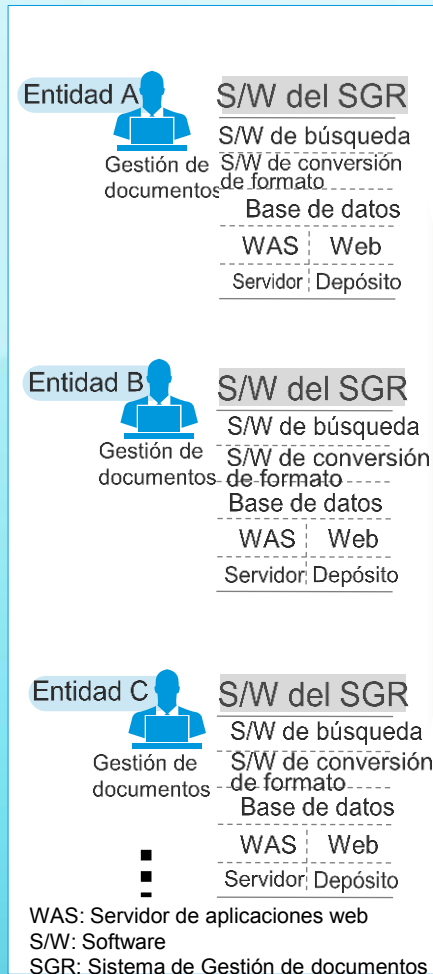 Entidad A
S/W del SGR
S/W de búsqueda
Gestión de documentos
S/W de conversión
de formato
Base de datos
WAS Web
Servidor Depósito
Entidad B
S/W del SGR
S/W de búsqueda
Gestión de
documentos
S/W de conversión
de formato
Base de datos
WAS Web
Servidor Depósito
Entidad C
S/W del SGR
S/W de búsqueda
Gestión de
documentos
S/W de conversión
de formato
Base de datos
WAS Web
Servidor Depósito
WAS: Servidor de aplicaciones web
S/W: Software
SGR: Sistema de Gestión de documentos